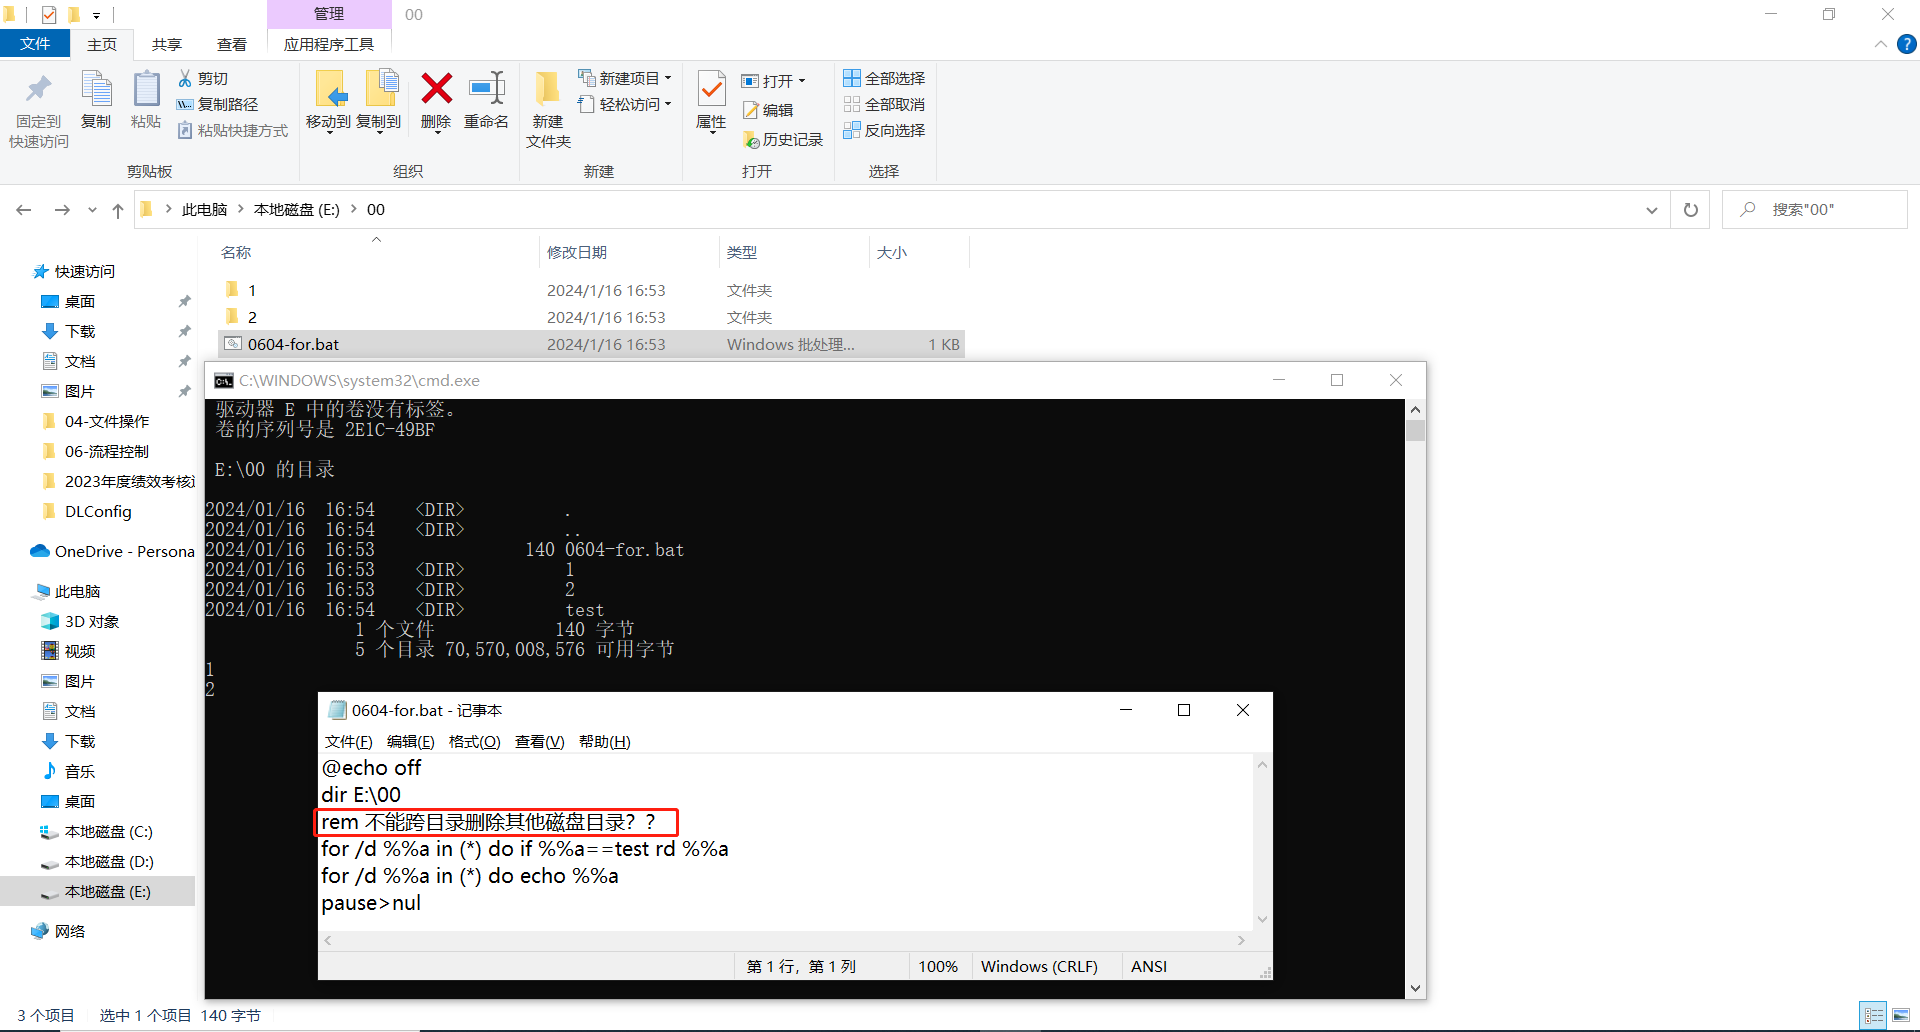 管理
00
文件
主页
共享
查看
应用程序工具
固定到
快速访问
复制
粘贴
剪切
复制路径
粘贴快捷方式
剪贴板
移动到
复制到
删除
重命名
组织
新建
文件夹
新建项目
轻松访问
新建
属性
打开
编辑
历史记录
打开
全部选择
全部取消
反向选择
选择
此电脑 > 本地磁盘 (E:) > 00
搜索"00"
名称 修改日期 类型 大小
1 2024/1/16 16:53 文件夹
2 2024/1/16 16:53 文件夹
0604-for.bat 2024/1/16 16:53 Windows 批处理... 1 KB
快速访问
桌面
下载
文档
图片
04-文件操作
06-流程控制
2023年度绩效考核
DLConfig
OneDrive - Persona
此电脑
3D 对象
视频
图片
文档
下载
音乐
桌面
本地磁盘 (C:)
本地磁盘 (D:)
本地磁盘 (E:)
网络
C:\WINDOWS\system32\cmd.exe
驱动器 E 中的卷没有标签。
卷的序列号是 2E1C-49BF
E:\00 的目录
2024/01/16 16:54 <DIR> .
2024/01/16 16:54 <DIR> ..
2024/01/16 16:53 140 0604-for.bat
2024/01/16 16:53 <DIR> 1
2024/01/16 16:53 <DIR> 2
2024/01/16 16:54 <DIR> test
1 个文件 140 字节
5 个目录 70,570,008,576 可用字节
1
2
0604-for.bat - 记事本
文件(F) 编辑(E) 格式(O) 查看(V) 帮助(H)
@echo off
dir E:\00
rem 不能跨目录删除其他磁盘目录？？
for /d %%a in (*) do if %%a==test rd %%a
for /d %%a in (*) do echo %%a
pause>nul
第 1 行，第 1 列 100% Windows (CRLF) ANSI
3 个项目 选中 1 个项目 140 字节